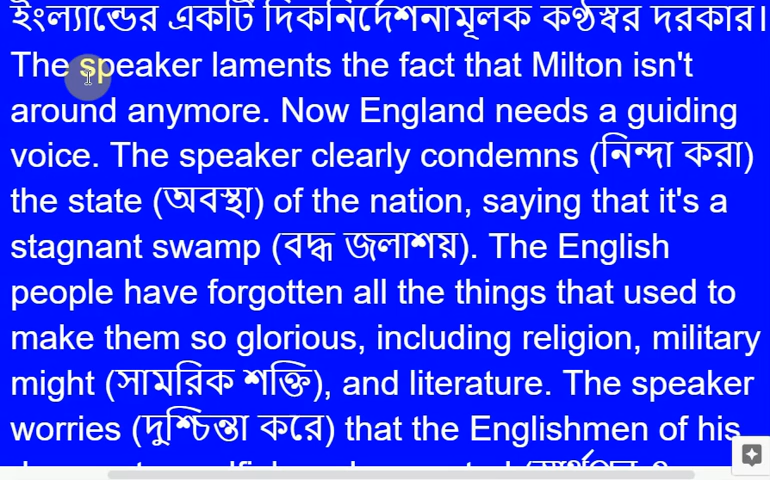 ইংল্যান্ডের একটি দিকনির্দেশনামূলক কণ্ঠস্বর দরকার।
The speaker laments the fact that Milton isn't
around anymore. Now England needs a guiding
voice. The speaker clearly condemns (নিন্দা করা)
the state (অবস্থা) of the nation, saying that it's a
stagnant swamp (বদ্ধ জলাশয়). The English
people have forgotten all the things that used to
make them so glorious, including religion, military
might (সামরিক শক্তি), and literature. The speaker
worries (দুশ্চিন্তা করে) that the Englishmen of his